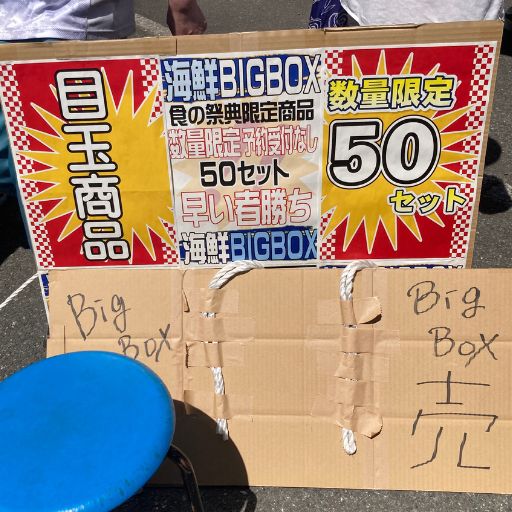 目玉商品
海鮮BIGBOX
食の祭典限定商品
数量限定予約受付なし
50セット
早い者勝ち
海鮮BIGBOX
数量限定
50
セット
Big
Box
Big
Box
売